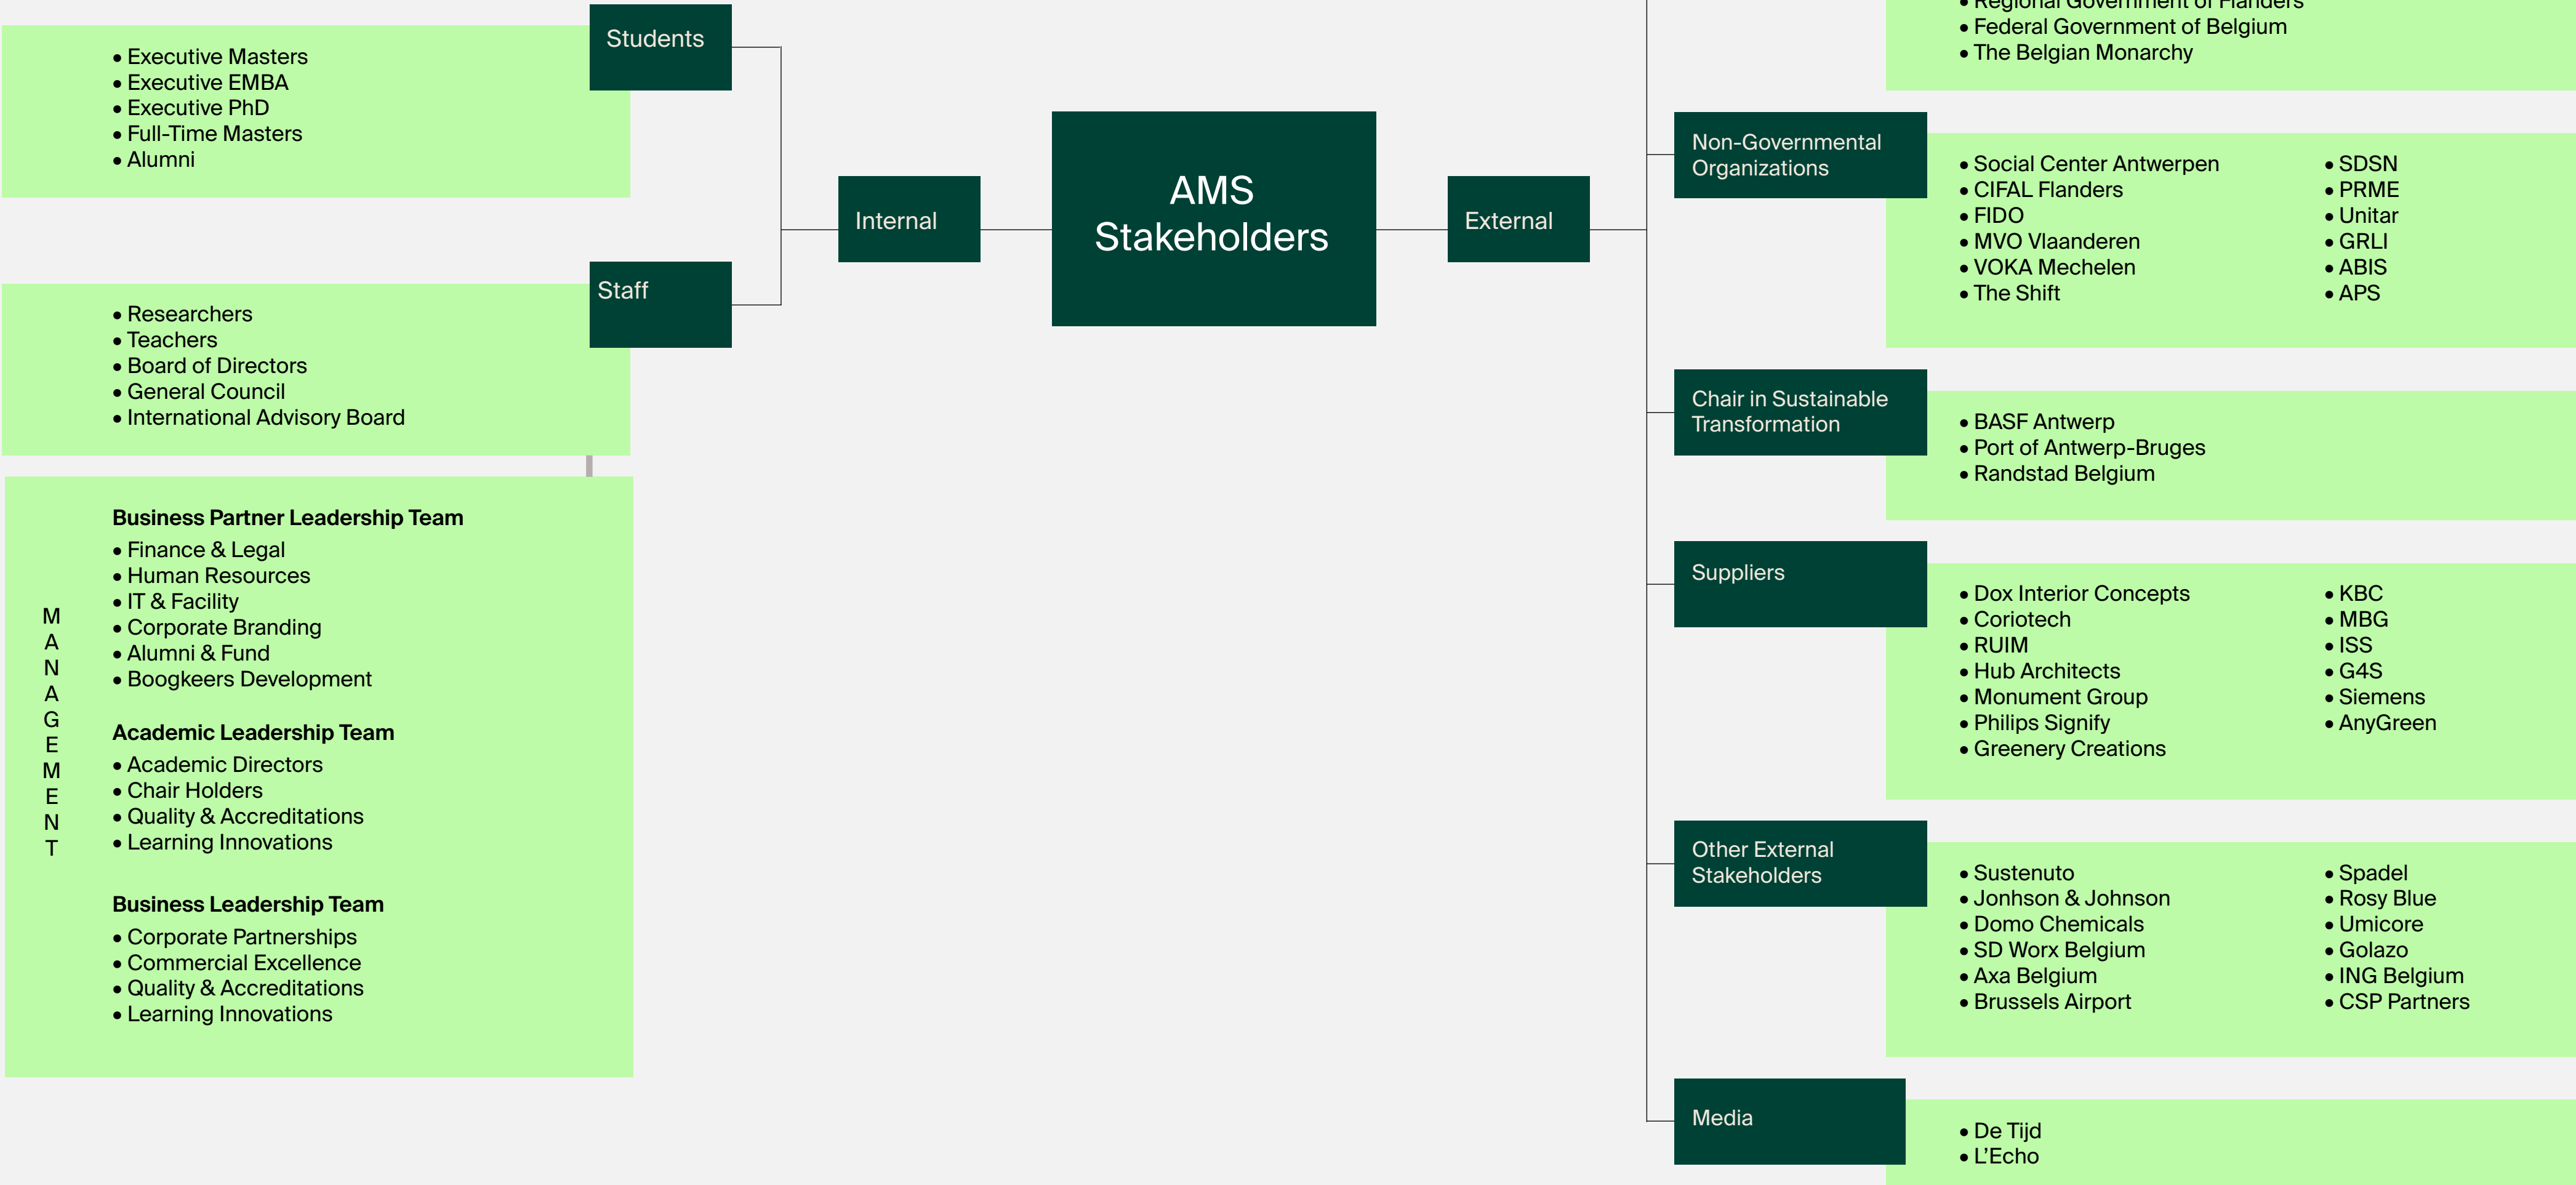 Students
• Executive Masters
• Executive EMBA
• Executive PhD
• Full-Time Masters
• Alumni
Staff
• Researchers
• Teachers
• Board of Directors
• General Council
• International Advisory Board
MANAGEMENT
Business Partner Leadership Team
• Finance & Legal
• Human Resources
• IT & Facility
• Corporate Branding
• Alumni & Fund
• Boogkeers Development
Academic Leadership Team
• Academic Directors
• Chair Holders
• Quality & Accreditations
• Learning Innovations
Business Leadership Team
• Corporate Partnerships
• Commercial Excellence
• Quality & Accreditations
• Learning Innovations
Internal
AMS
Stakeholders
External
• Regional Government of Flanders
• Federal Government of Belgium
• The Belgian Monarchy
Non-Governmental
Organizations
• Social Center Antwerpen
• CIFAL Flanders
• FIDO
• MVO Vlaanderen
• VOKA Mechelen
• The Shift
• SDSN
• PRME
• Unitar
• GRLI
• ABIS
• APS
Chair in Sustainable
Transformation
• BASF Antwerp
• Port of Antwerp-Bruges
• Randstad Belgium
Suppliers
• Dox Interior Concepts
• Coriotech
• RUIM
• Hub Architects
• Monument Group
• Philips Signify
• Greenery Creations
• KBC
• MBG
• ISS
• G4S
• Siemens
• AnyGreen
Other External
Stakeholders
• Sustenuto
• Jonhson & Johnson
• Domo Chemicals
• SD Worx Belgium
• Axa Belgium
• Brussels Airport
• Spadel
• Rosy Blue
• Umicore
• Golazo
• ING Belgium
• CSP Partners
Media
• De Tijd
• L’Echo